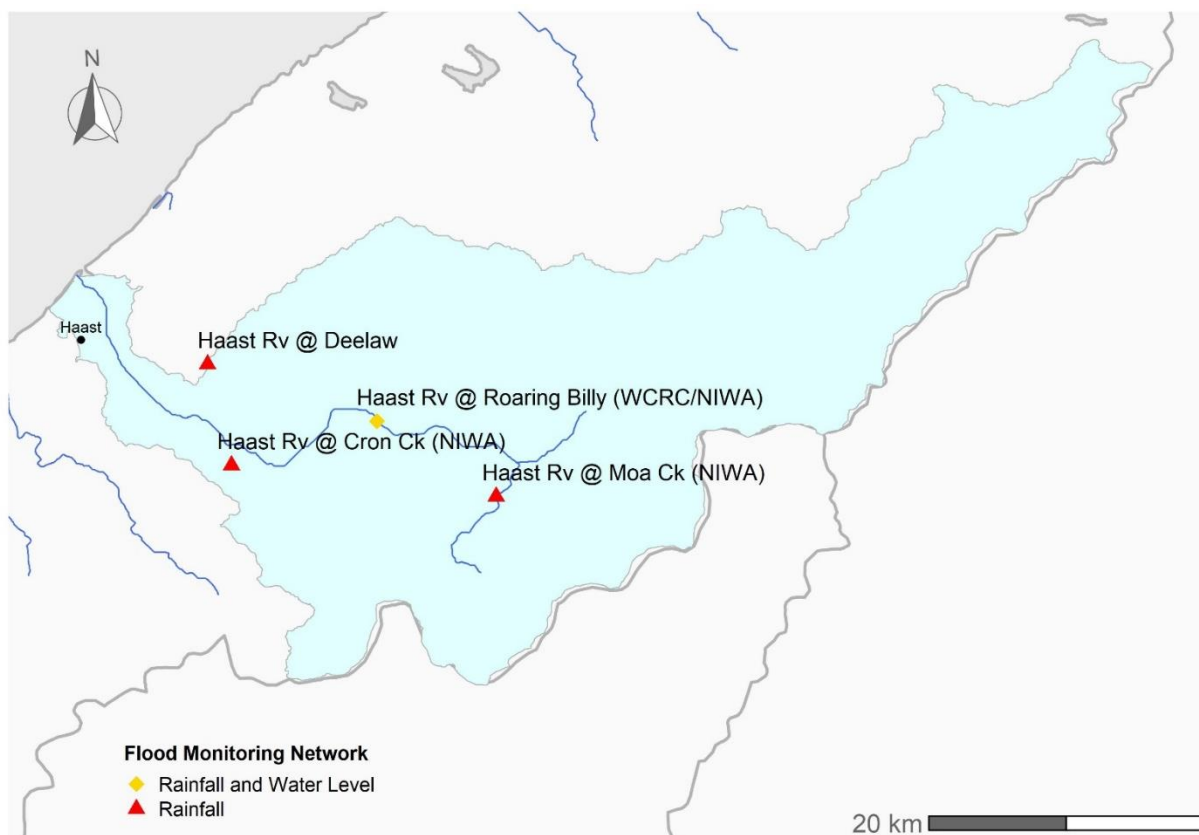 N
Haast
Haast Rv @ Deelaw
Haast Rv @ Roaring Billy (WCRC/NIWA)
Haast Rv @ Cron Ck (NIWA)
Haast Rv @ Moa Ck (NIWA)
Flood Monitoring Network
Rainfall and Water Level
Rainfall
20 km